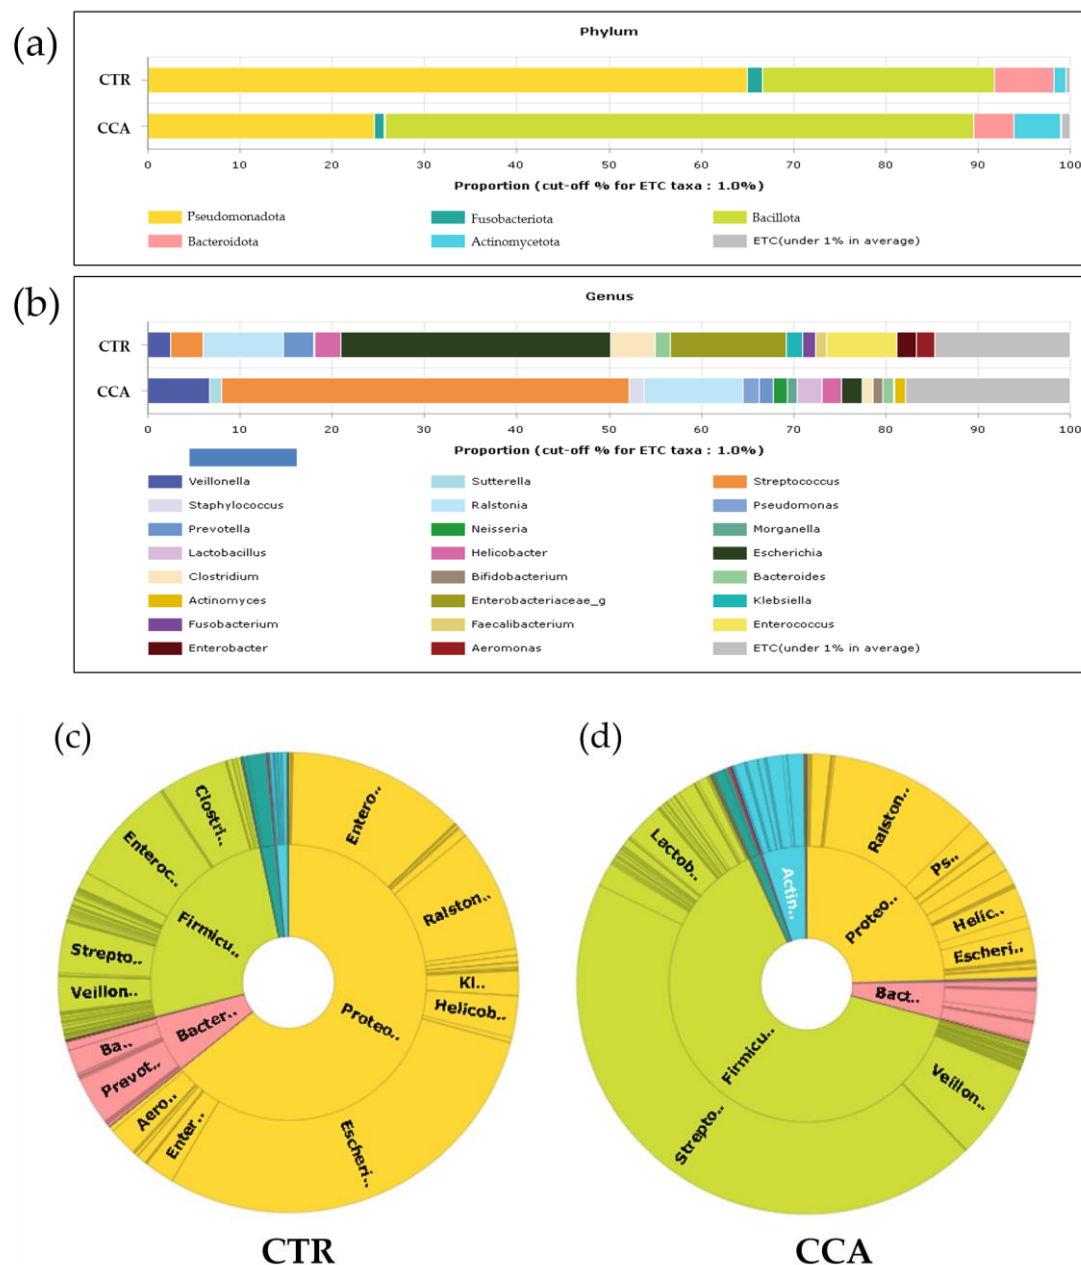 (a)
Phylum
CTR
CCA
0 10 20 30 40 50 60 70 80 90 100
Proportion (cut-off % for ETC taxa : 1.0%)
Pseudomonadota Fusobacteriota Bacillota
Bacteroidota Actinomycetota ETC(under 1% in average)
(b)
Genus
CTR
CCA
0 10 20 30 40 50 60 70 80 90 100
Proportion (cut-off % for ETC taxa : 1.0%)
Veillonella Sutterella Streptococcus
Staphylococcus Ralstonia Pseudomonas
Prevotella Neisseria Morganella
Lactobacillus Helicobacter Escherichia
Clostridium Bifidobacterium Bacteroides
Actinomyces Enterobacteriaceae_g Klebsiella
Fusobacterium Faecalibacterium Enterococcus
Enterobacter Aeromonas ETC(under 1% in average)
(c)
Entero..
Ralston..
Kl..
Helicob..
Escheri..
Enter..
Aero..
Prevot..
Ba..
Veillon..
Strepto..
Enteroc..
Clostri..
Firmicu..
Bacter..
Proteo..
CTR
(d)
Ralston..
Ps..
Helic..
Escheri..
Veillon..
Strepto..
Lactob..
Actin..
Proteo..
Bact..
Firmicu..
CCA